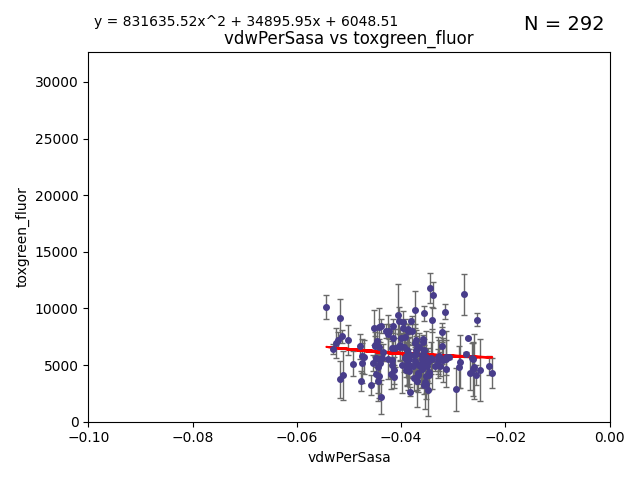 y = 831635.52x^2 + 34895.95x + 6048.51
N = 292
vdwPerSasa vs toxgreen_fluor
30000
25000
20000
15000
10000
5000
0
toxgreen_fluor
−0.10
−0.08
−0.06
−0.04
−0.02
0.00
vdwPerSasa